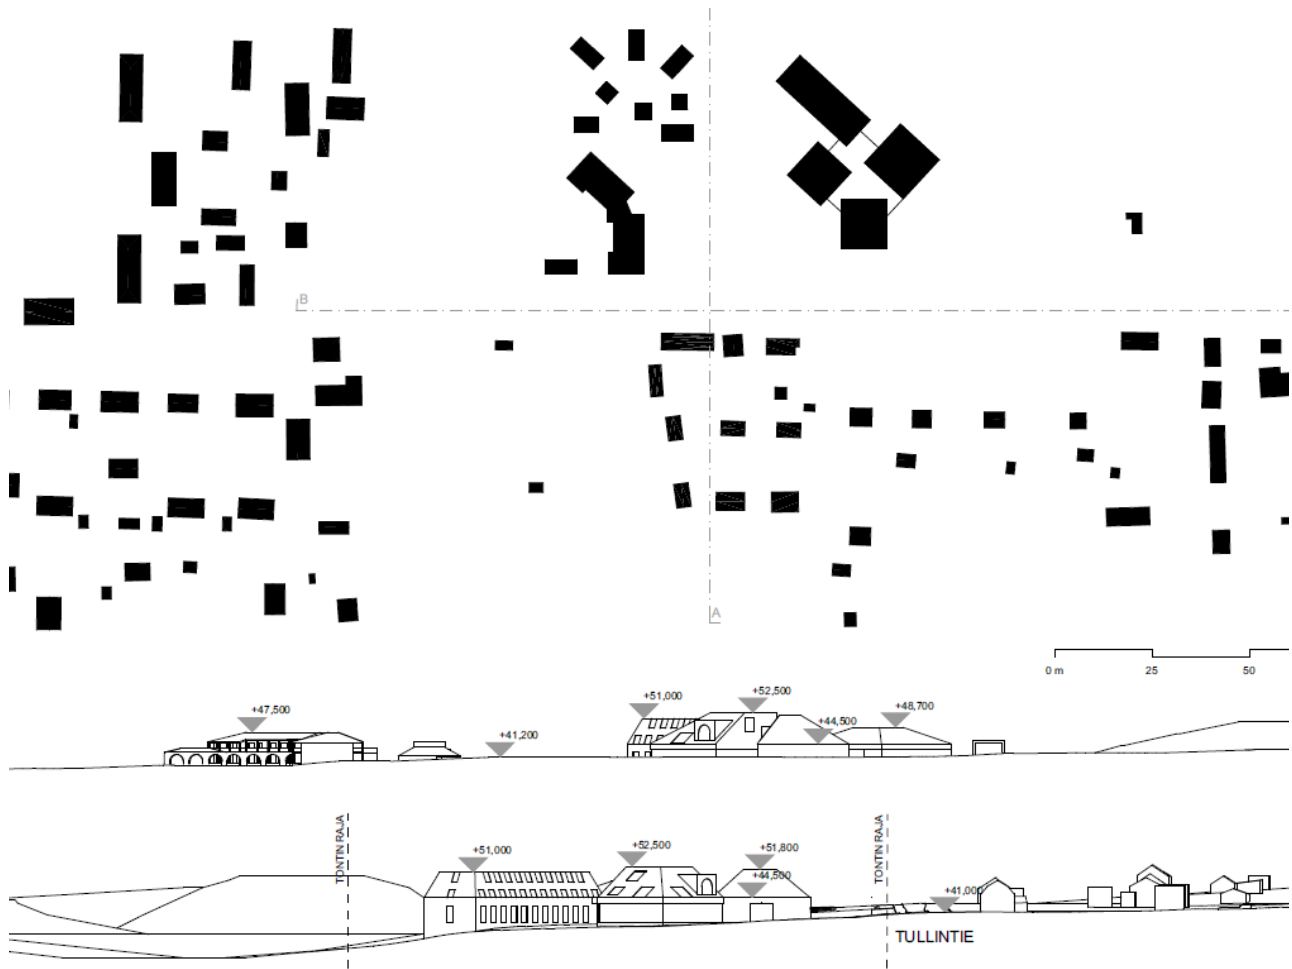 B
A
0 m 25 50
+47,500
+41,200
+51,000
+52,500
+44,500
+48,700
TONTIN RAJA
+51,000
+52,500
+51,800
+44,500
TONTIN RAJA
+41,000
TULLINTIE